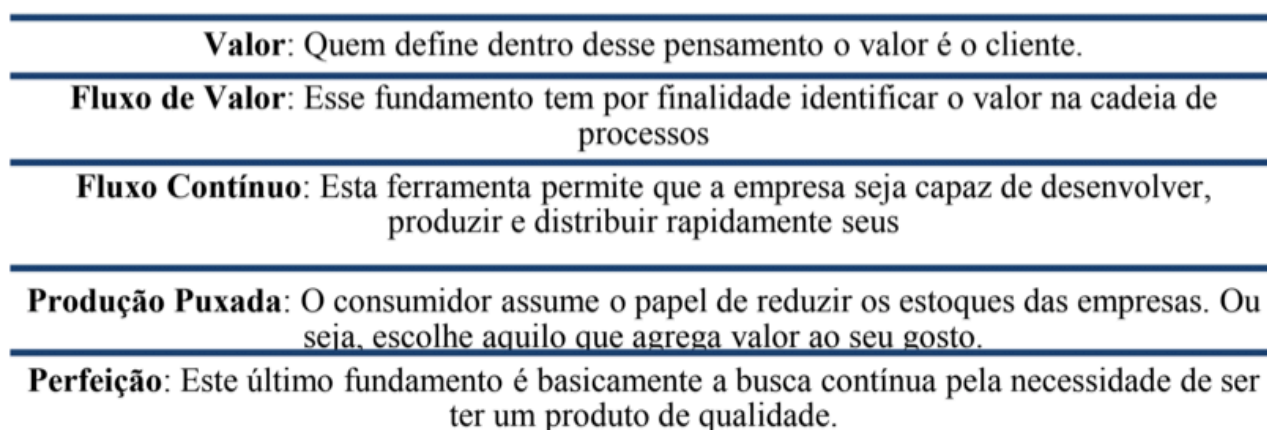 Valor: Quem define dentro desse pensamento o valor é o cliente.
Fluxo de Valor: Esse fundamento tem por finalidade identificar o valor na cadeia de
processos
Fluxo Contínuo: Esta ferramenta permite que a empresa seja capaz de desenvolver,
produzir e distribuir rapidamente seus
Produção Puxada: O consumidor assume o papel de reduzir os estoques das empresas. Ou
seja, escolhe aquilo que agrega valor ao seu gosto.
Perfeição: Este último fundamento é basicamente a busca contínua pela necessidade de ser
ter um produto de qualidade.